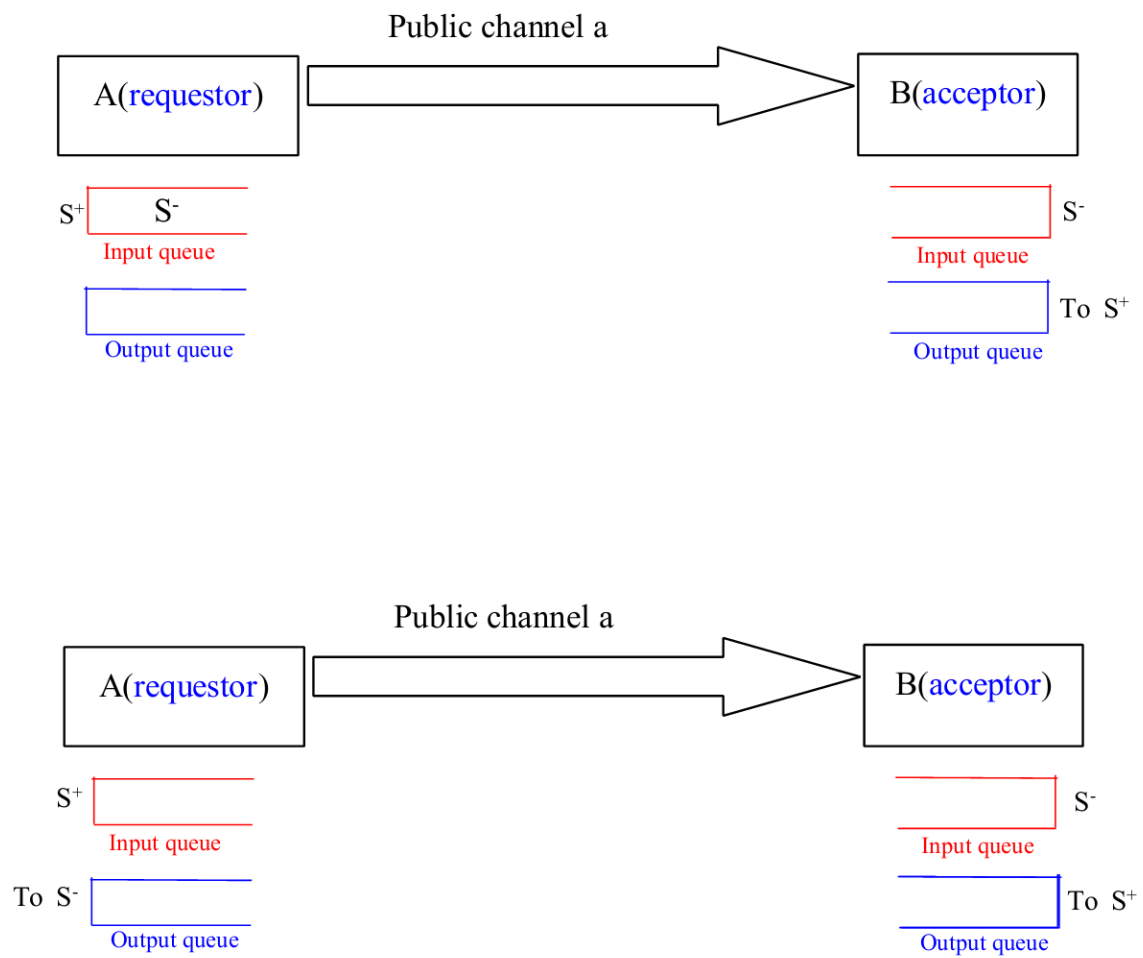 Public channel a
A(requestor)
B(acceptor)
S⁺
S⁻
S⁻
Input queue
Input queue
To S⁺
Output queue
Output queue
Public channel a
A(requestor)
B(acceptor)
S⁺
S⁻
Input queue
Input queue
To S⁻
To S⁺
Output queue
Output queue